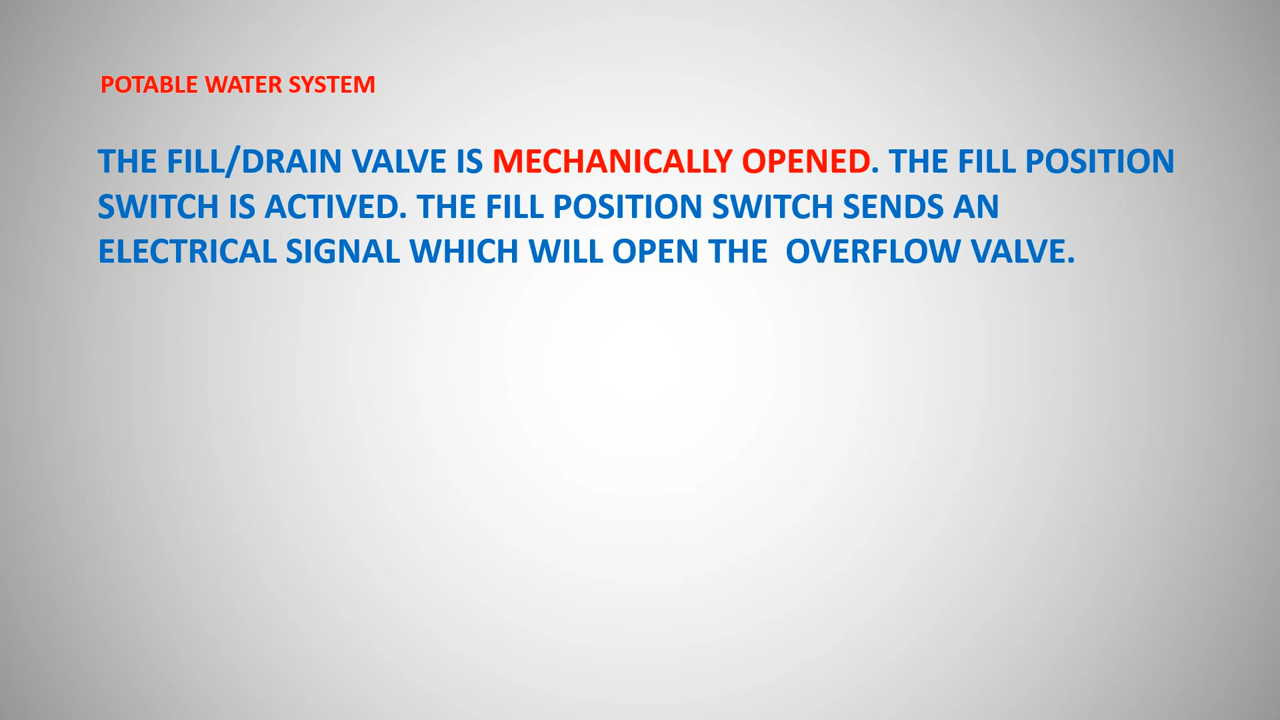 POTABLE WATER SYSTEM
THE FILL/DRAIN VALVE IS MECHANICALLY OPENED. THE FILL POSITION
SWITCH IS ACTIVED. THE FILL POSITION SWITCH SENDS AN
ELECTRICAL SIGNAL WHICH WILL OPEN THE  OVERFLOW VALVE.